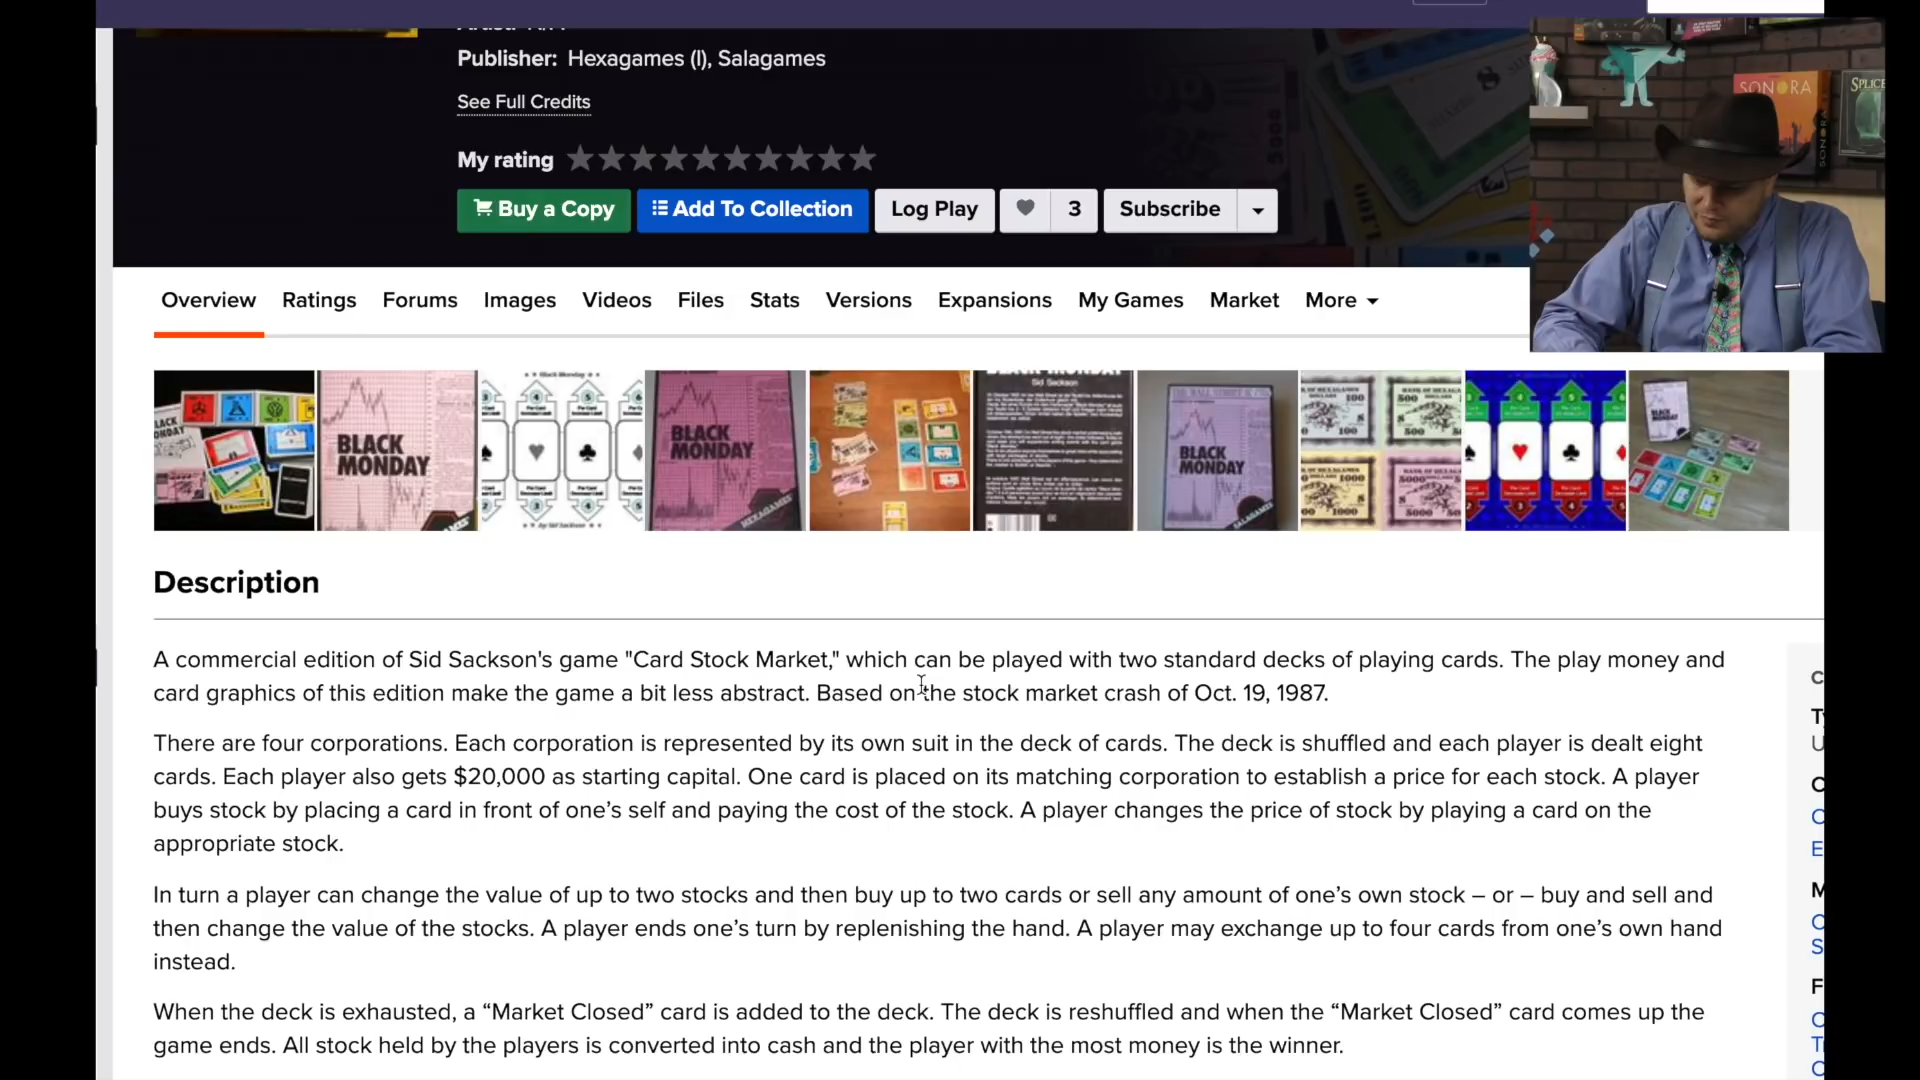 Publisher: Hexagames (I), Salagames
See Full Credits
My rating
Buy a Copy
Add To Collection
Log Play
3
Subscribe
Overview Ratings Forums Images Videos Files Stats Versions Expansions My Games Market More
SONORA
SPLICE
BLACK
MONDAY
BLACK
MONDAY
HEXAGAMES
Sid Sackson
BLACK
MONDAY
SALAGAMES
Description
A commercial edition of Sid Sackson's game "Card Stock Market," which can be played with two standard decks of playing cards. The play money and
card graphics of this edition make the game a bit less abstract. Based on the stock market crash of Oct. 19, 1987.
There are four corporations. Each corporation is represented by its own suit in the deck of cards. The deck is shuffled and each player is dealt eight
cards. Each player also gets $20,000 as starting capital. One card is placed on its matching corporation to establish a price for each stock. A player
buys stock by placing a card in front of one’s self and paying the cost of the stock. A player changes the price of stock by playing a card on the
appropriate stock.
In turn a player can change the value of up to two stocks and then buy up to two cards or sell any amount of one’s own stock – or – buy and sell and
then change the value of the stocks. A player ends one’s turn by replenishing the hand. A player may exchange up to four cards from one’s own hand
instead.
When the deck is exhausted, a “Market Closed” card is added to the deck. The deck is reshuffled and when the “Market Closed” card comes up the
game ends. All stock held by the players is converted into cash and the player with the most money is the winner.